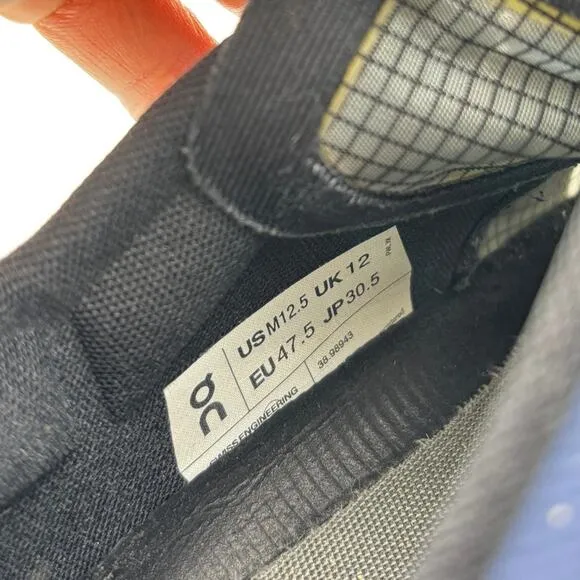 on
US M12.5 UK 12
EU 47.5 JP 30.5
SWISS ENGINEERING
38.98943